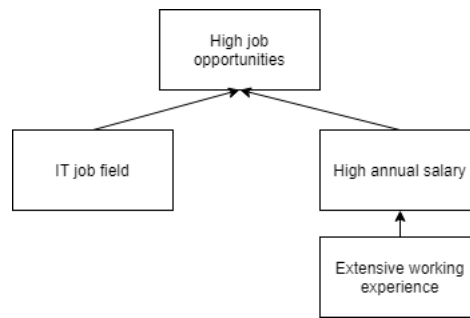 High job
opportunities
IT job field
High annual salary
Extensive working
experience